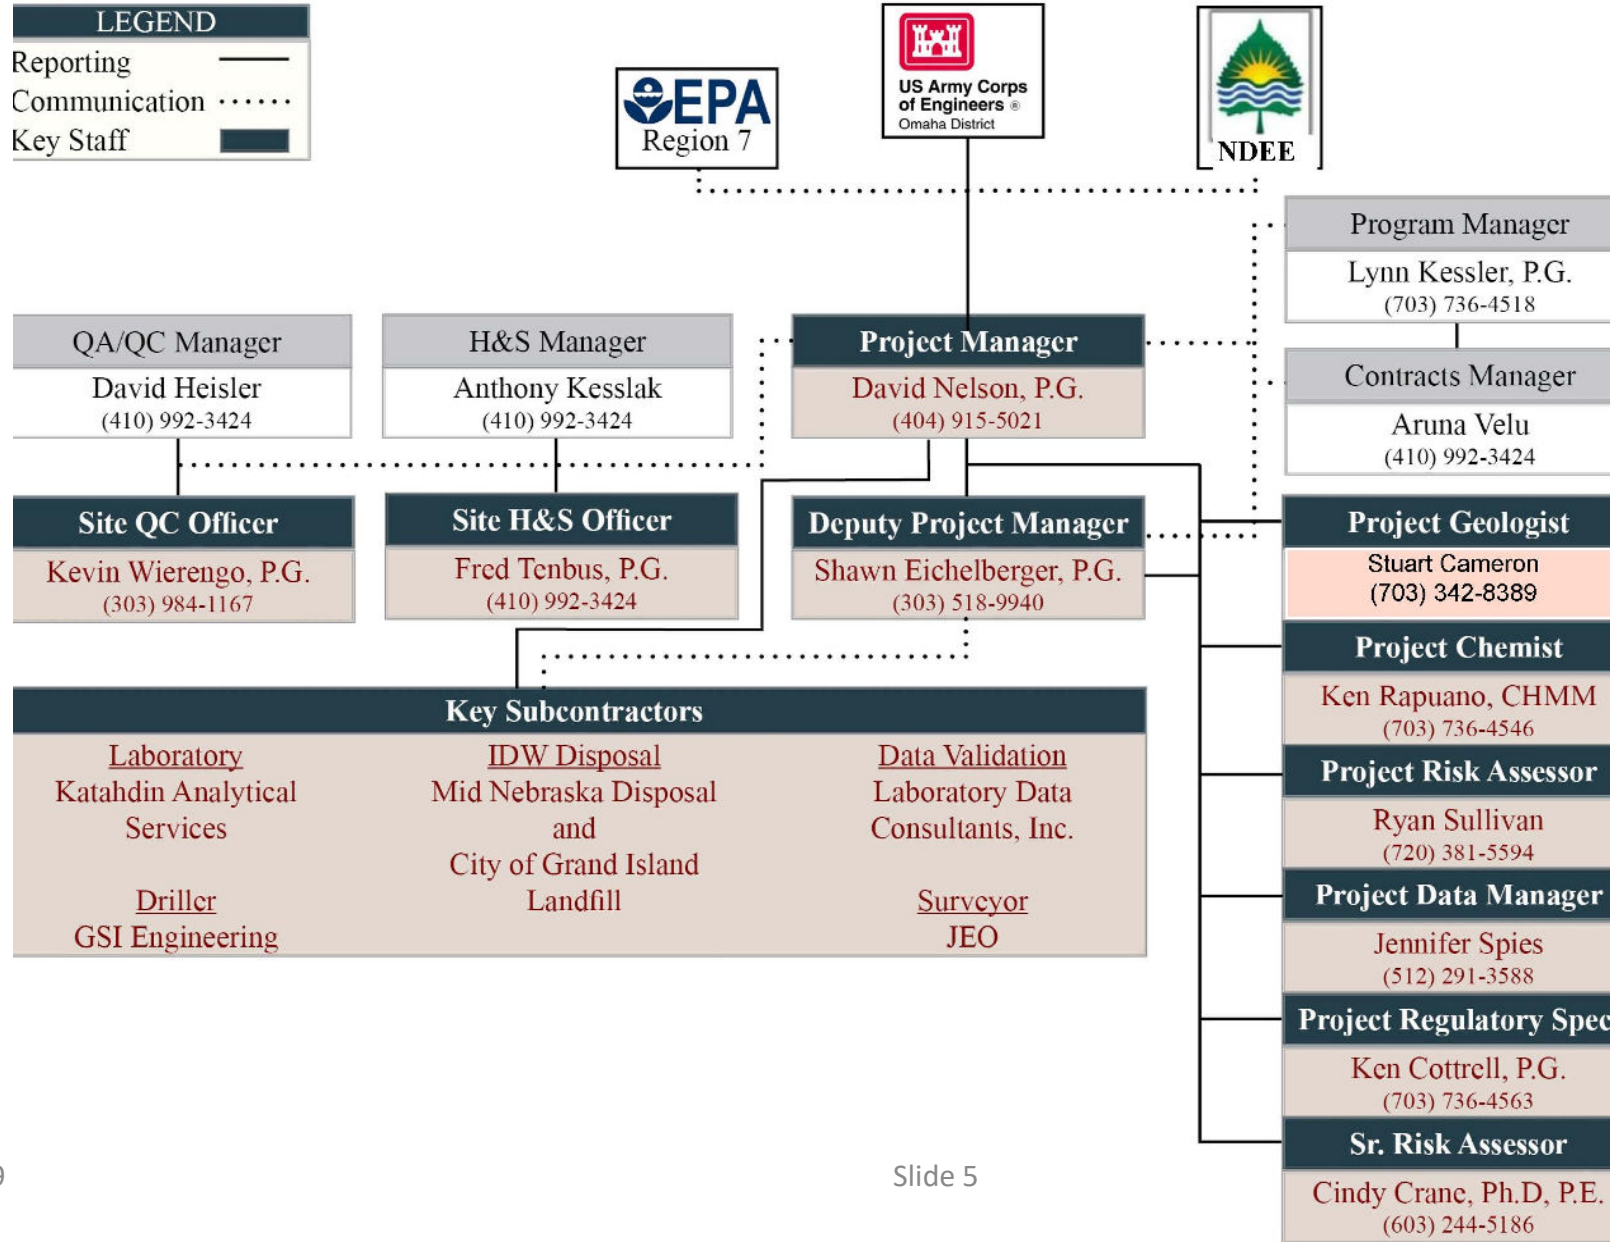 LEGEND
Reporting
Communication
Key Staff
EPA
Region 7
US Army Corps
of Engineers ®
Omaha District
NDEE
Program Manager
Lynn Kessler, P.G.
(703) 736-4518
Contracts Manager
Aruna Velu
(410) 992-3424
QA/QC Manager
David Heisler
(410) 992-3424
H&S Manager
Anthony Kesslak
(410) 992-3424
Project Manager
David Nelson, P.G.
(404) 915-5021
Site QC Officer
Kevin Wierengo, P.G.
(303) 984-1167
Site H&S Officer
Fred Tenbus, P.G.
(410) 992-3424
Deputy Project Manager
Shawn Eichelberger, P.G.
(303) 518-9940
Project Geologist
Stuart Cameron
(703) 342-8389
Project Chemist
Ken Rapuano, CHMM
(703) 736-4546
Project Risk Assessor
Ryan Sullivan
(720) 381-5594
Project Data Manager
Jennifer Spies
(512) 291-3588
Project Regulatory Spec
Ken Cottrell, P.G.
(703) 736-4563
Sr. Risk Assessor
Cindy Crane, Ph.D, P.E.
(603) 244-5186
Key Subcontractors
Laboratory
Katahdin Analytical
Services
Driller
GSI Engineering
IDW Disposal
Mid Nebraska Disposal
and
City of Grand Island
Landfill
Data Validation
Laboratory Data
Consultants, Inc.
Surveyor
JEO
9
Slide 5